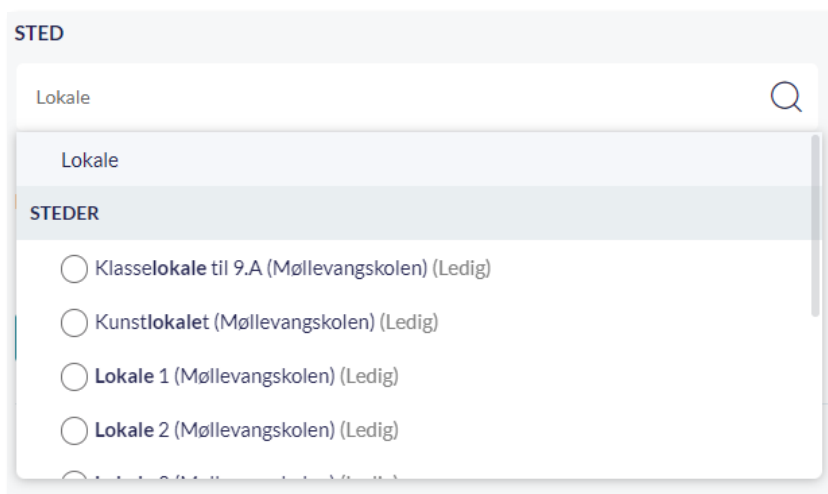 STED
Lokale
Lokale
STEDER
Klasselokale til 9.A (Møllevangskolen) (Ledig)
Kunstlokalet (Møllevangskolen) (Ledig)
Lokale 1 (Møllevangskolen) (Ledig)
Lokale 2 (Møllevangskolen) (Ledig)